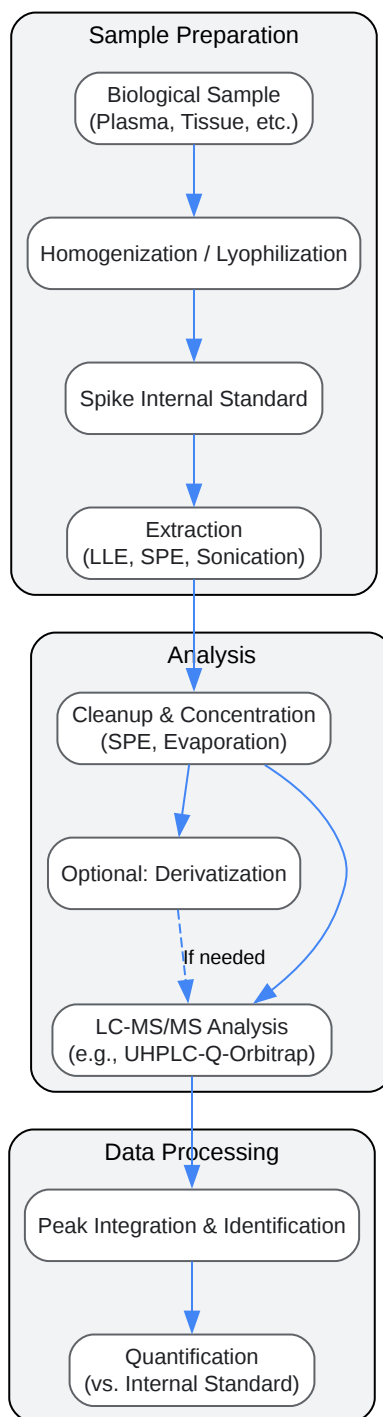 Sample Preparation
Biological Sample
(Plasma, Tissue, etc.)
Homogenization / Lyophilization
Spike Internal Standard
Extraction
(LLE, SPE, Sonication)
Analysis
Cleanup & Concentration
(SPE, Evaporation)
Optional: Derivatization
If needed
LC-MS/MS Analysis
(e.g., UHPLC-Q-Orbitrap)
Data Processing
Peak Integration & Identification
Quantification
(vs. Internal Standard)